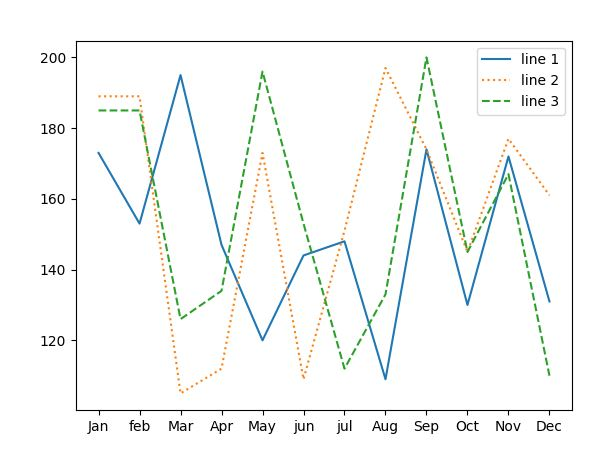 200
180
160
140
120
Jan feb Mar Apr May jun jul Aug Sep Oct Nov Dec
line 1
line 2
line 3